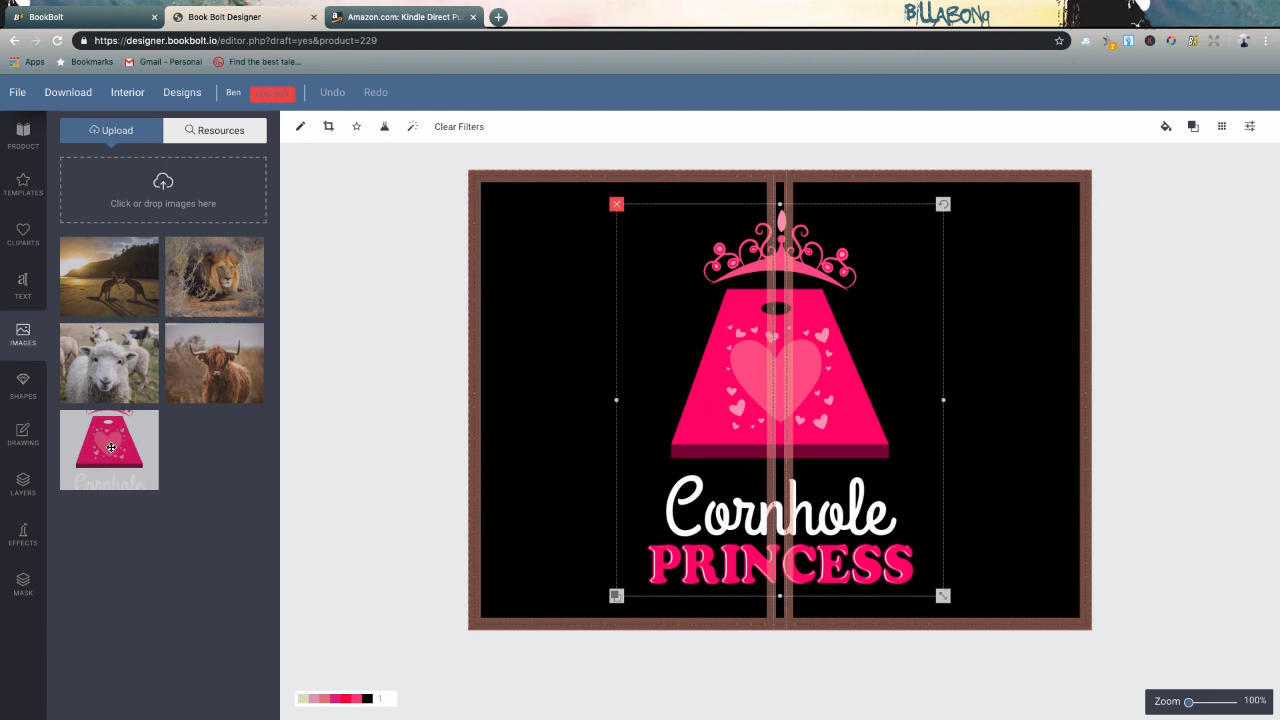 BILLABONG
BookBolt
Book Bolt Designer
Amazon.com: Kindle Direct Pu
https://designer.bookbolt.io/editor.php?draft=yes&product=229
Apps Bookmarks Gmail - Personal Find the best tale...
File Download Interior Designs Ben Undo Redo
PRODUCT
TEMPLATES
CLIPARTS
TEXT
IMAGES
SHAPES
DRAWING
LAYERS
EFFECTS
MASK
Upload Resources
Click or drop images here
Clear Filters
Cornhole
PRINCESS
1
Zoom 100%